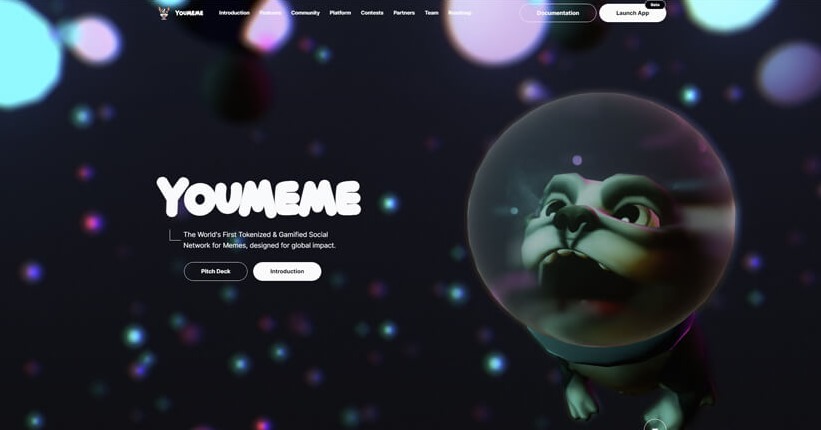 YOUMEME
Introduction
Features
Community
Platform
Contests
Partners
Team
Roadmap
Documentation
Launch App
Beta
YOUMEME
The World's First Tokenized & Gamified Social
Network for Memes, designed for global impact.
Pitch Deck
Introduction